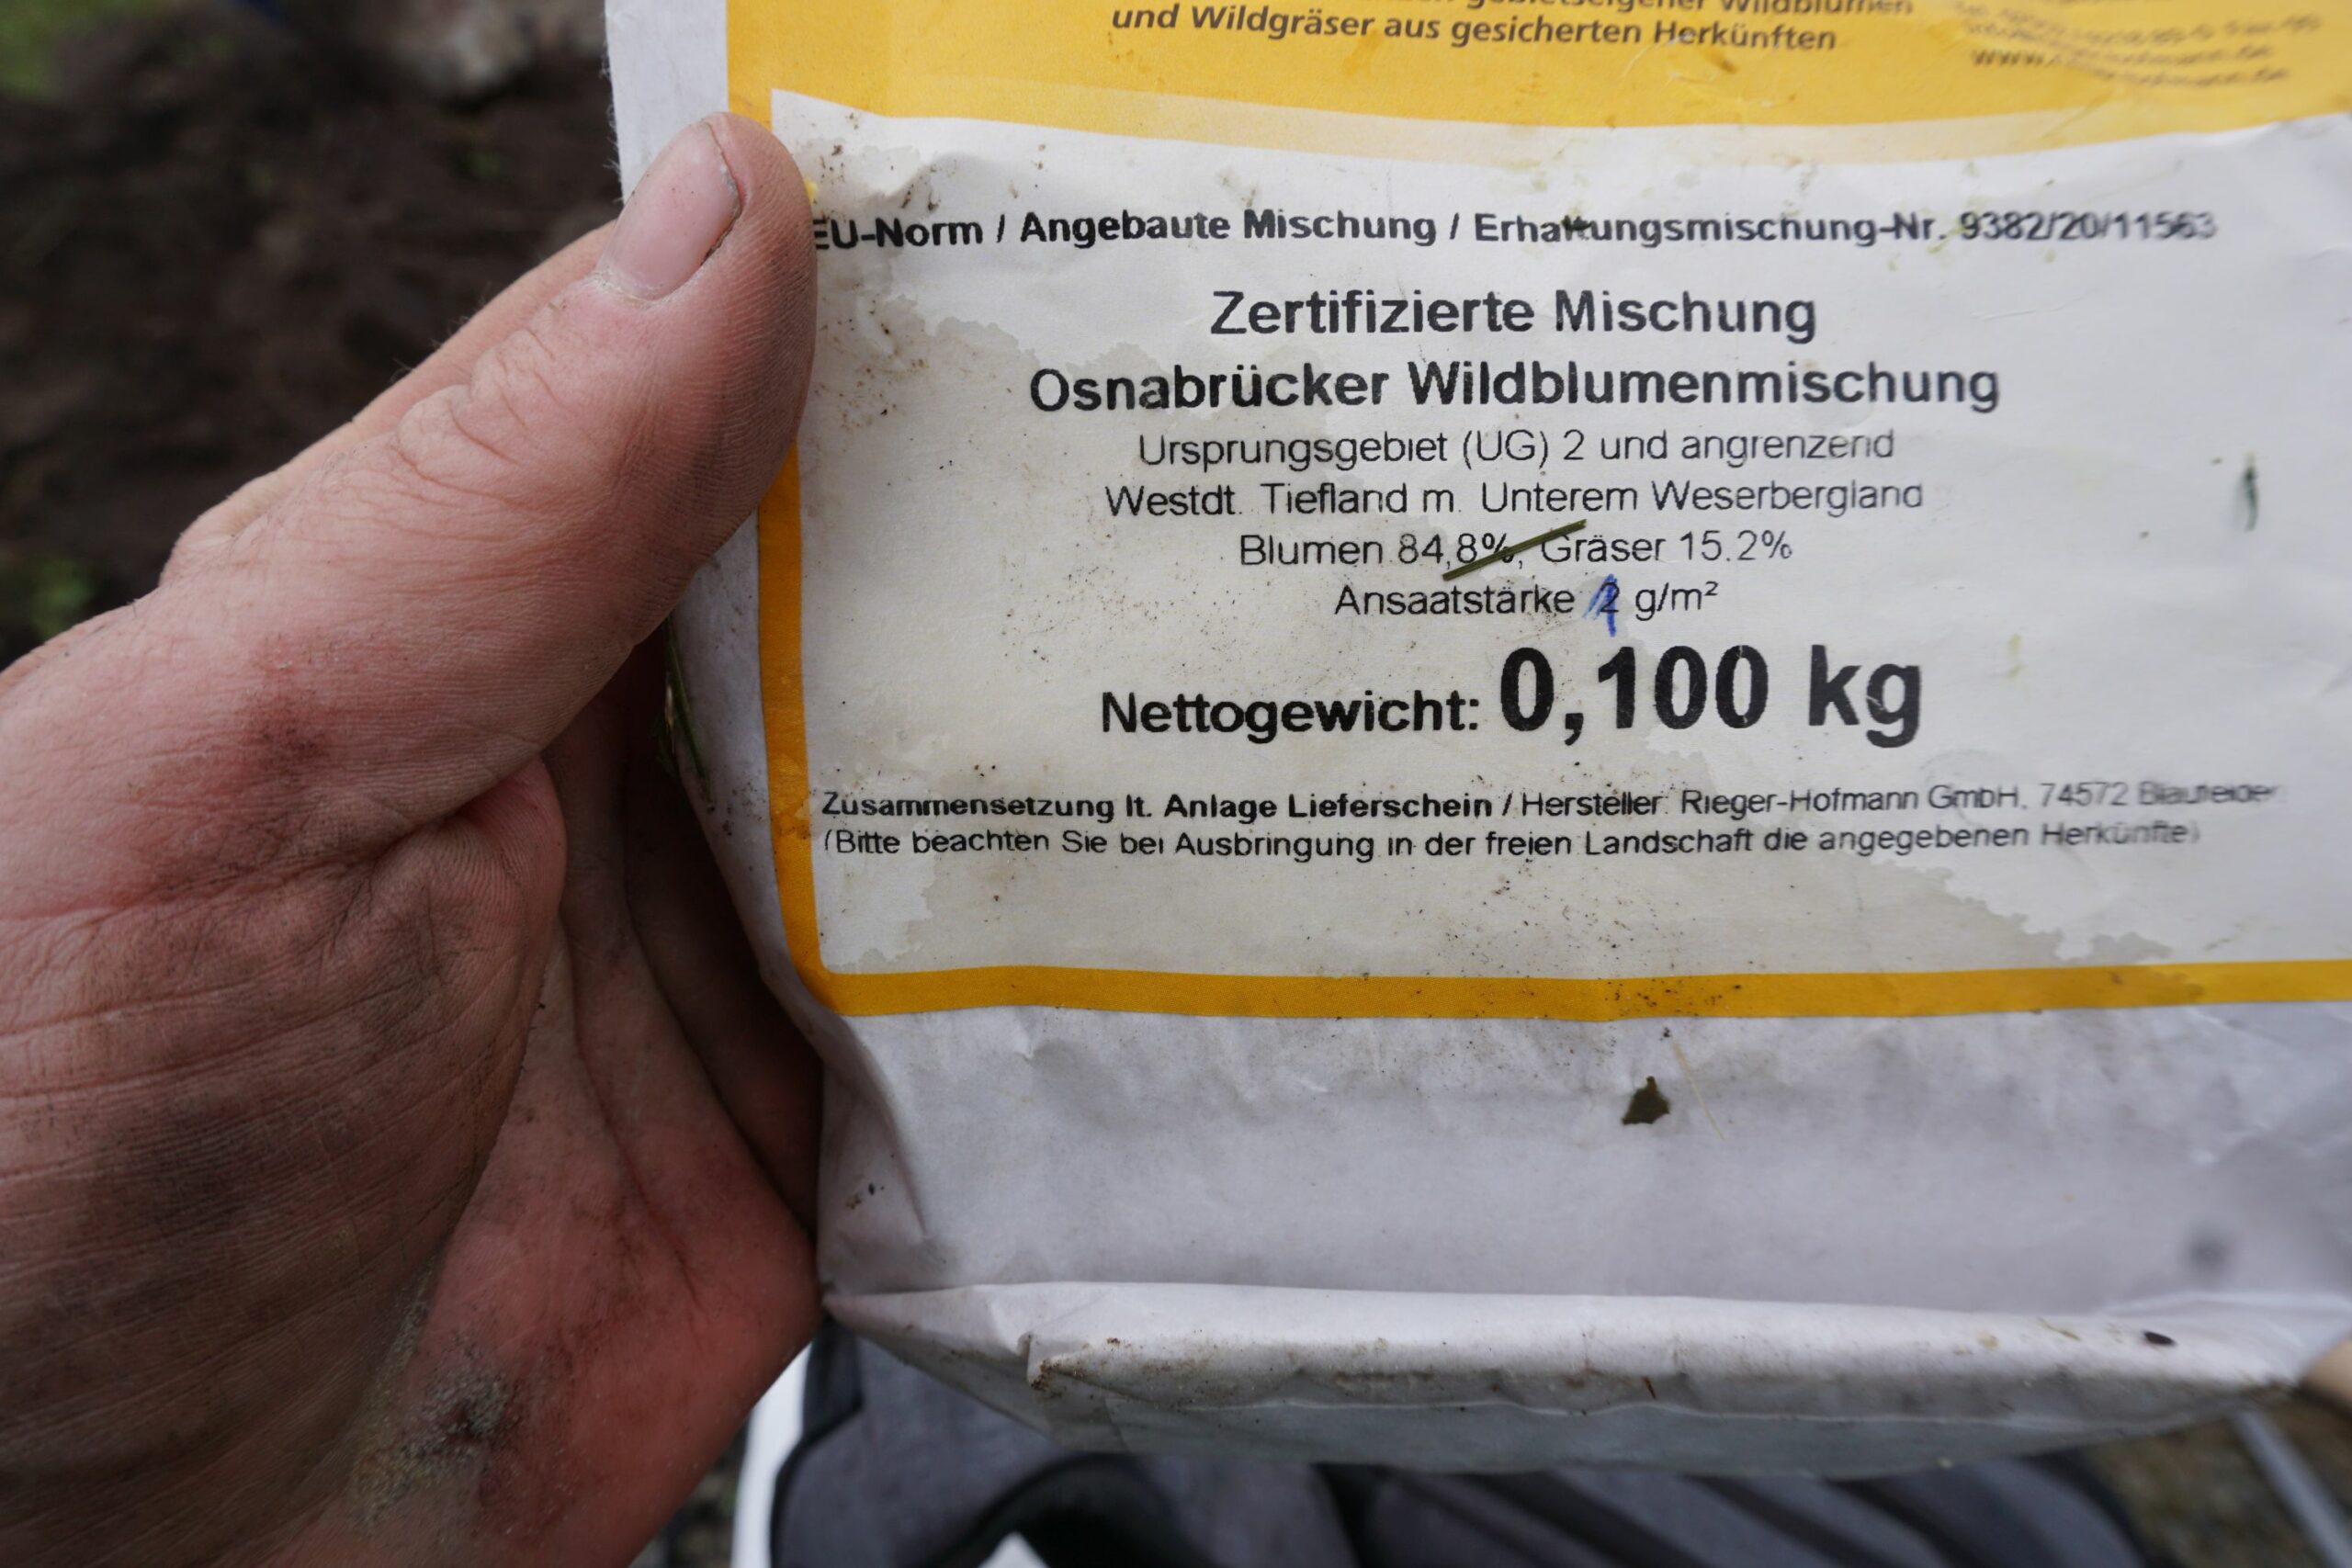 gebietseigener Wildblumen
und Wildgräser aus gesicherten Herkünften
EU-Norm / Angebaute Mischung / Erhaltungsmischung-Nr. 9382/20/11563
Zertifizierte Mischung
Osnabrücker Wildblumenmischung
Ursprungsgebiet (UG) 2 und angrenzend
Westdt. Tiefland m. Unterem Weserbergland
Blumen 84,8%, Gräser 15.2%
Ansaatstärke g/m²
Nettogewicht: 0,100 kg
Zusammensetzung lt. Anlage Lieferschein / Hersteller: Rieger-Hofmann GmbH, 74572 Blaufelden
(Bitte beachten Sie bei Ausbringung in der freien Landschaft die angegebenen Herkünfte)